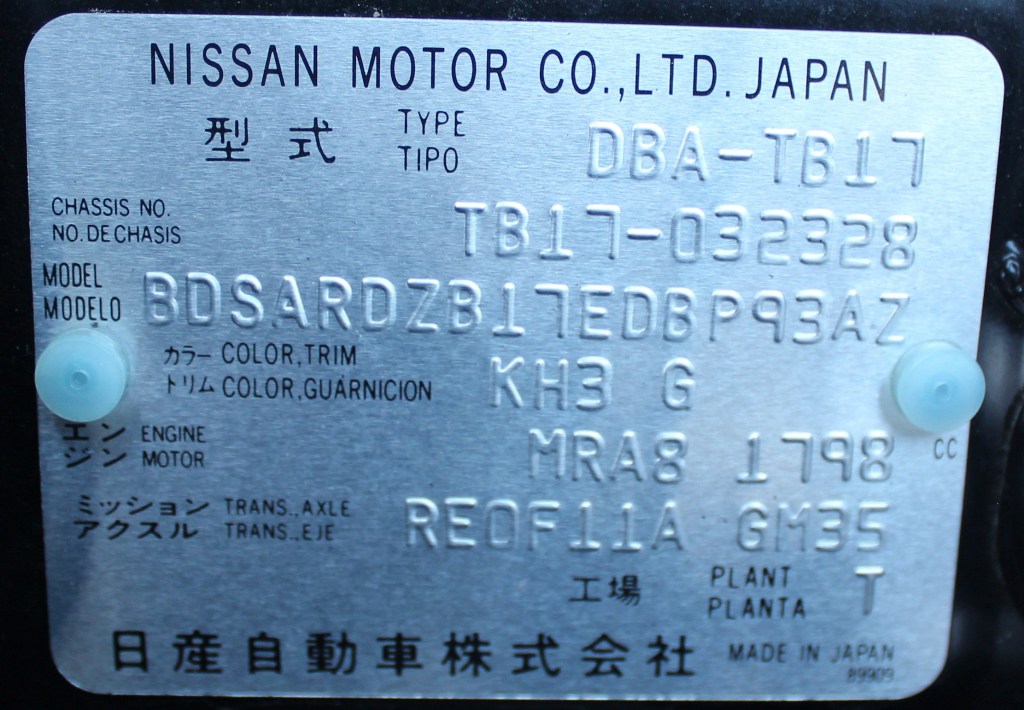 NISSAN MOTOR CO.,LTD. JAPAN
型式 TYPE DBA-TB17
TIPO
CHASSIS NO. TB17-032328
NO.DECHASIS
MODEL BDSARDZB17EDBP93AZ
MODELO
カラー COLOR,TRIM KH3 G
トリム COLOR,GUARNICION
エンジン ENGINE MRA8 1798 CC
MOTOR
ミッション TRANS.,AXLE RE0F11A GM35
アクスル TRANS.,EJE
工場 PLANT T
PLANTA
日産自動車株式会社 MADE IN JAPAN
89909